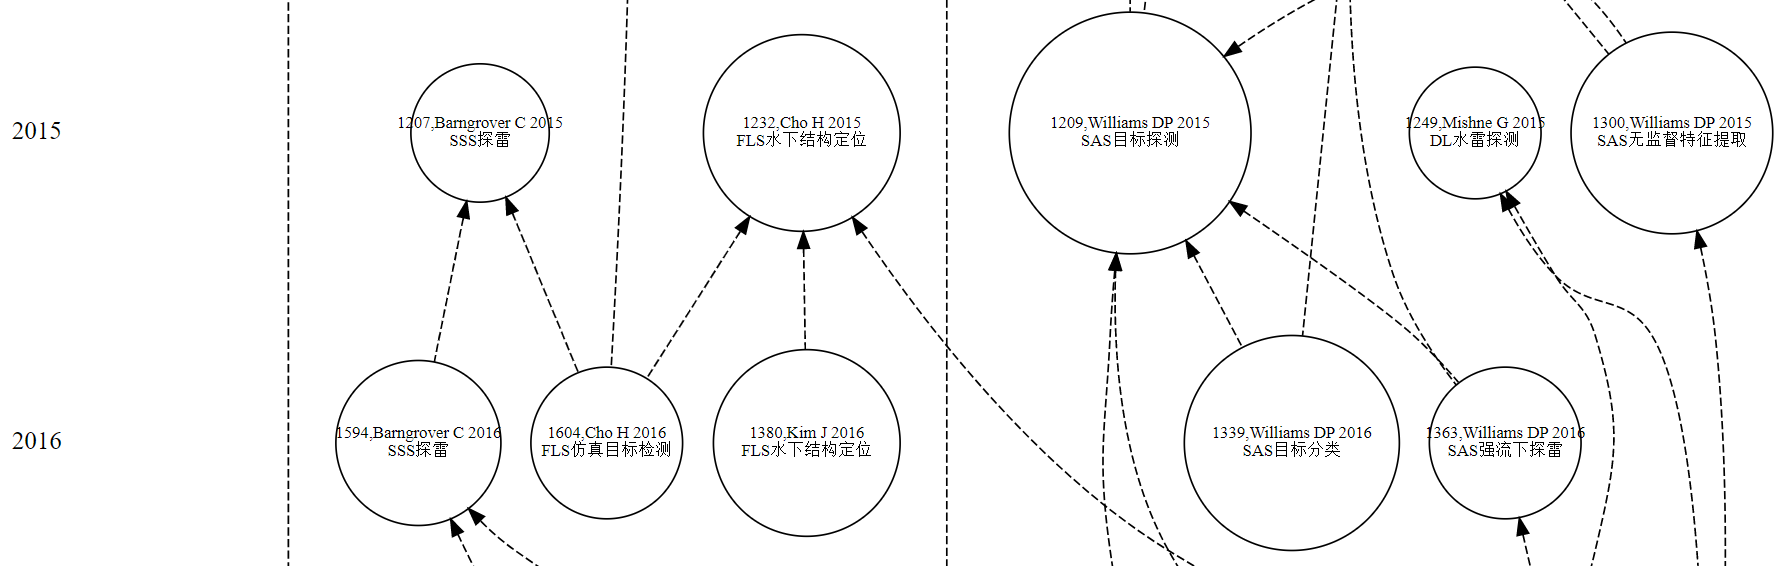 2015
1207,Barngrover C 2015
SSS探雷
1232,Cho H 2015
FLS水下结构定位
1209,Williams DP 2015
SAS目标探测
1249,Mishne G 2015
DL水雷探测
1300,Williams DP 2015
SAS无监督特征提取
2016
1594,Barngrover C 2016
SSS探雷
1604,Cho H 2016
FLS仿真目标检测
1380,Kim J 2016
FLS水下结构定位
1339,Williams DP 2016
SAS目标分类
1363,Williams DP 2016
SAS强流下探雷